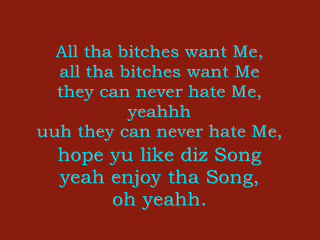 All tha bitches want Me,
all tha bitches want Me
they can never hate Me,
yeahhh
uuh they can never hate Me,
hope yu like diz Song
yeah enjoy tha Song,
oh yeahh.